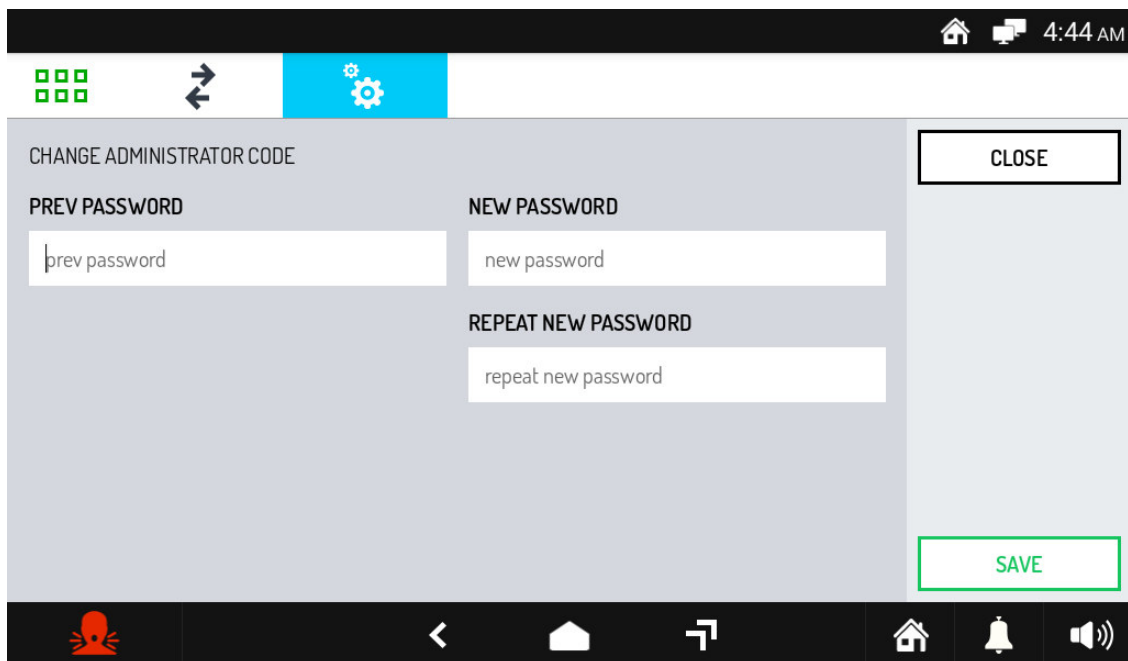 4:44 AM
CHANGE ADMINISTRATOR CODE
CLOSE
PREV PASSWORD
NEW PASSWORD
prev password
new password
REPEAT NEW PASSWORD
repeat new password
SAVE